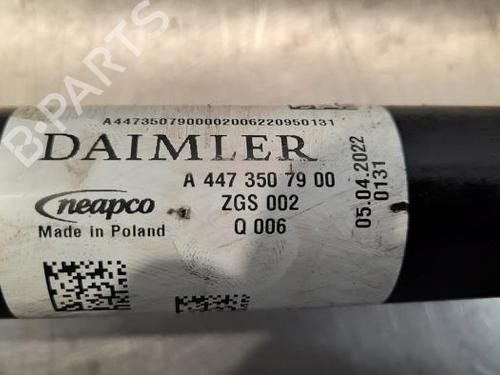 A4473507900002006220950131
DAIMLER
A 447 350 79 00
neapco
ZGS 002
Made in Poland
Q 006
05.04.2022
0131
B-PARTS